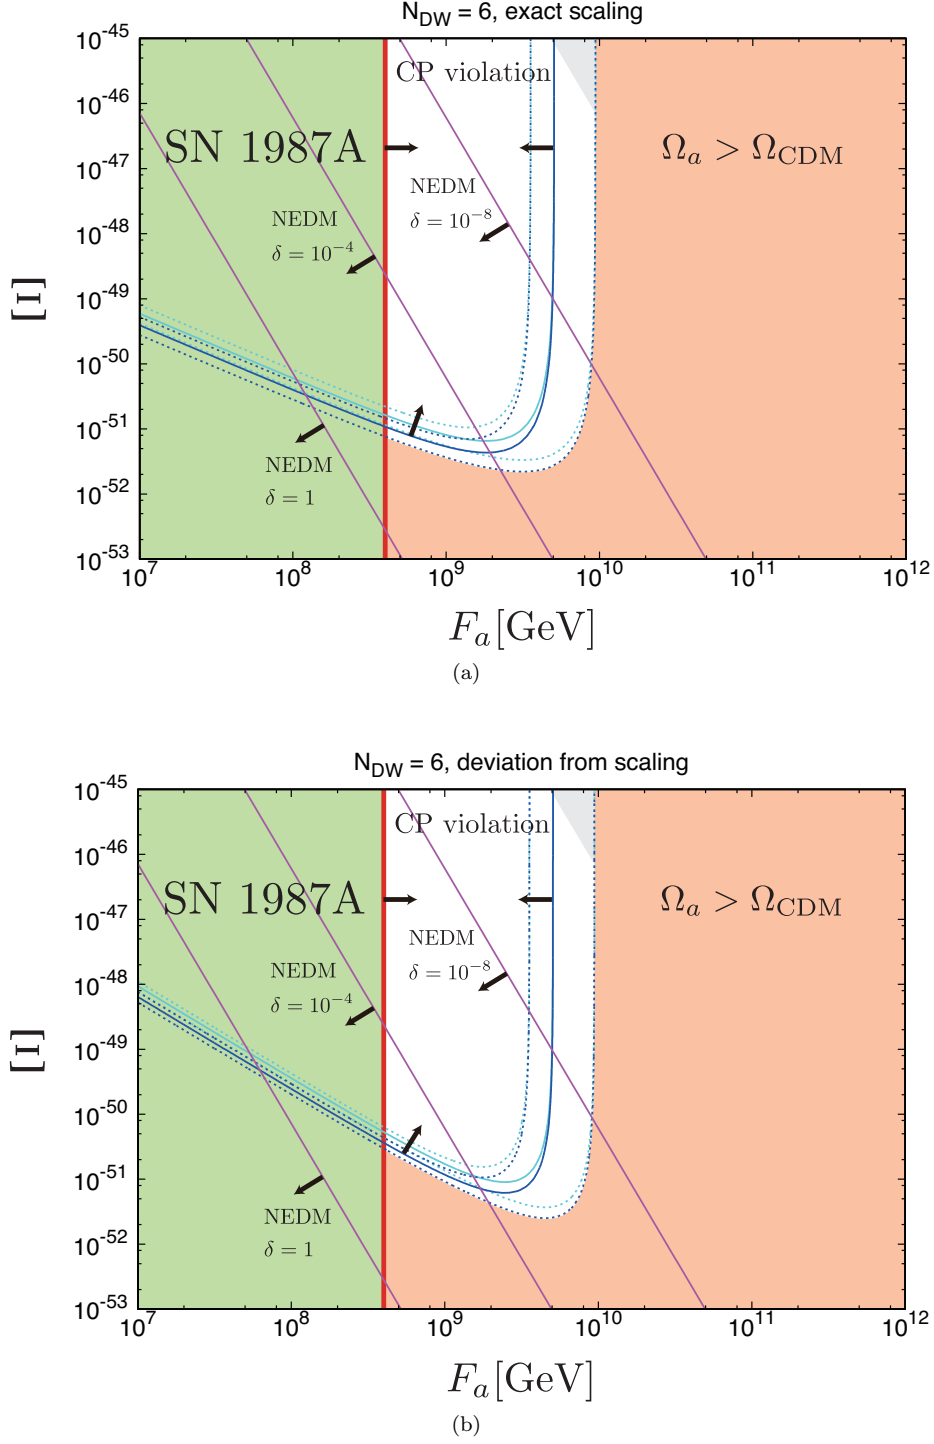 N_DW = 6, exact scaling
10^-45
CP violation
10^-46
SN 1987A
Ω_a > Ω_CDM
10^-47
NEDM
δ = 10^-8
NEDM
δ = 10^-4
10^-48
10^-49
Ξ
10^-50
10^-51
NEDM
δ = 1
10^-52
10^-53
10^7 10^8 10^9 10^10 10^11 10^12
F_a[GeV]
(a)
N_DW = 6, deviation from scaling
10^-45
CP violation
10^-46
SN 1987A
Ω_a > Ω_CDM
10^-47
NEDM
δ = 10^-8
NEDM
δ = 10^-4
10^-48
10^-49
Ξ
10^-50
10^-51
NEDM
δ = 1
10^-52
10^-53
10^7 10^8 10^9 10^10 10^11 10^12
F_a[GeV]
(b)